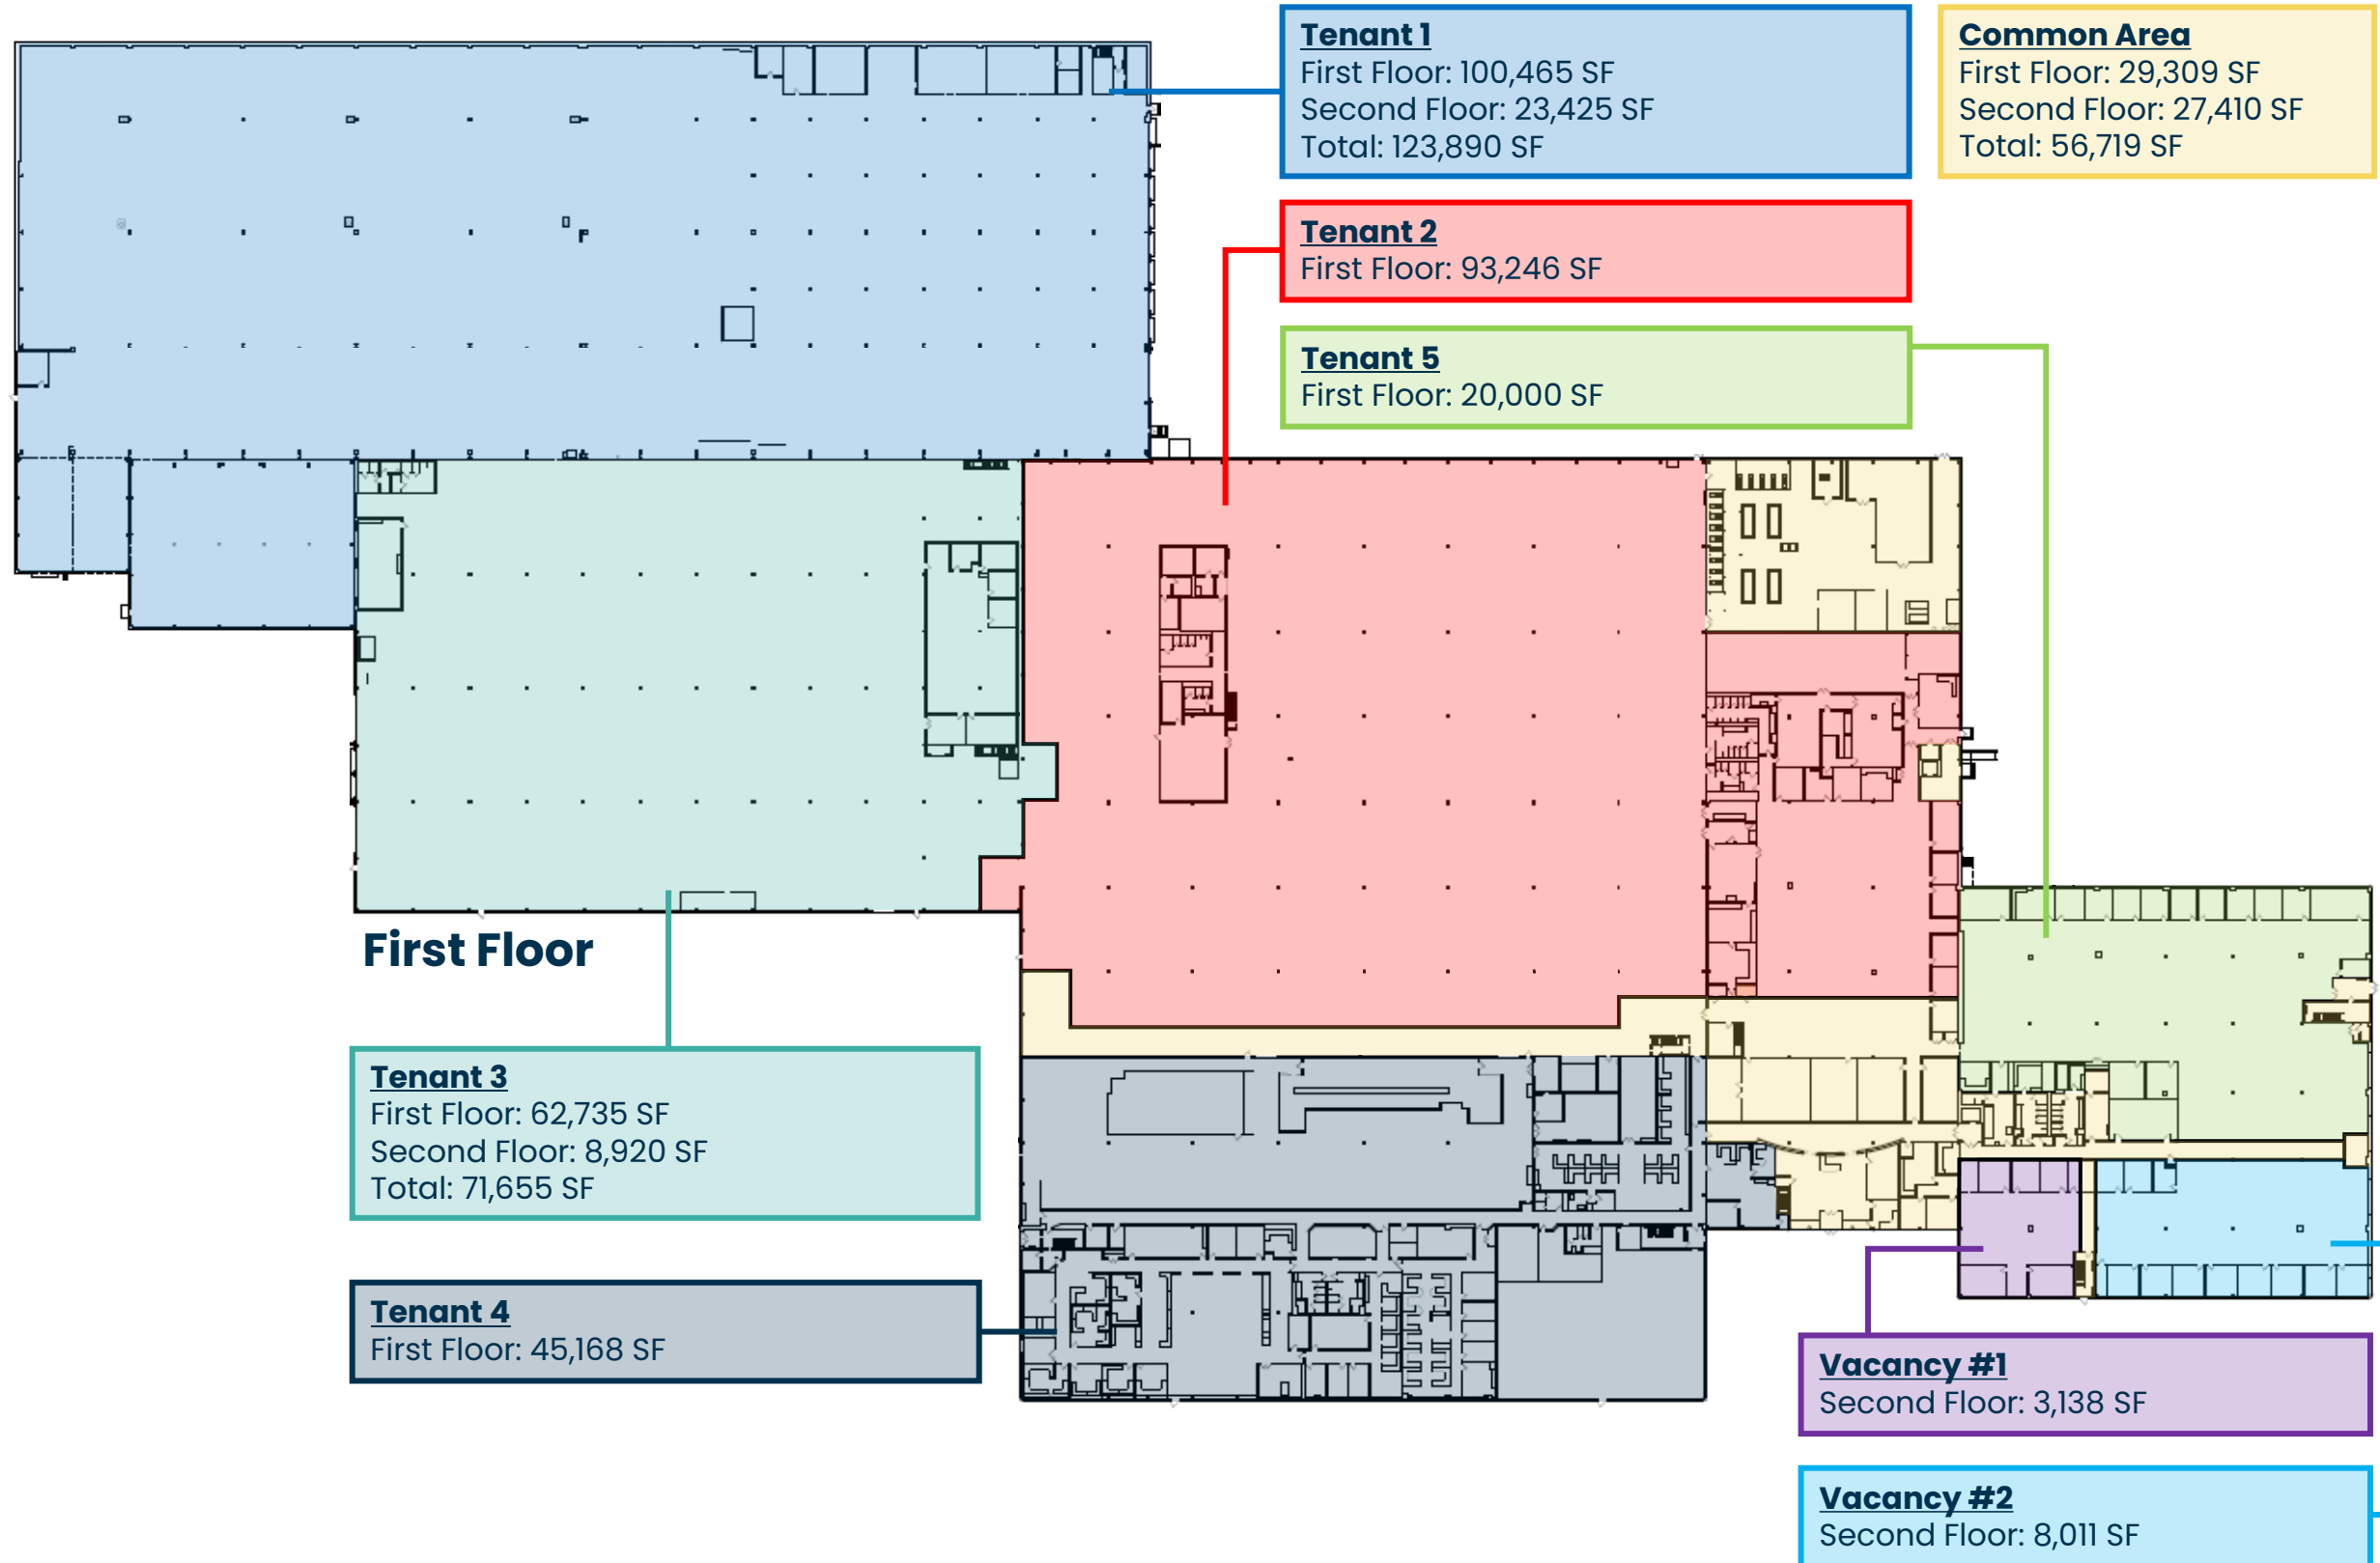 Tenant 1
First Floor: 100,465 SF
Second Floor: 23,425 SF
Total: 123,890 SF
Common Area
First Floor: 29,309 SF
Second Floor: 27,410 SF
Total: 56,719 SF
Tenant 2
First Floor: 93,246 SF
Tenant 5
First Floor: 20,000 SF
First Floor
Tenant 3
First Floor: 62,735 SF
Second Floor: 8,920 SF
Total: 71,655 SF
Tenant 4
First Floor: 45,168 SF
Vacancy #1
Second Floor: 3,138 SF
Vacancy #2
Second Floor: 8,011 SF